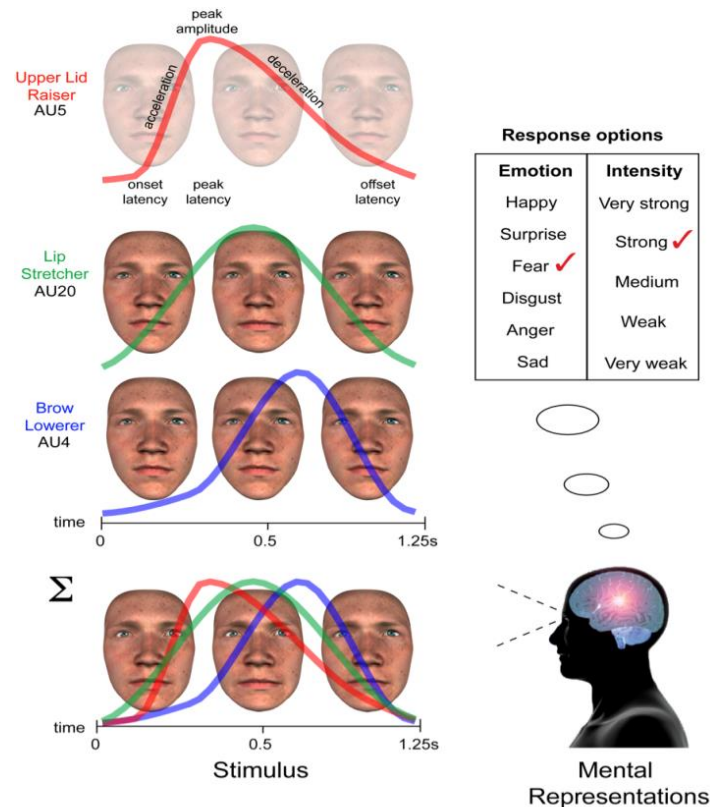 peak
amplitude
Upper Lid
Raiser
AU5
acceleration
deceleration
onset
latency
peak
latency
offset
latency
Lip
Stretcher
AU20
Brow
Lowerer
AU4
time
0
0.5
1.25s
Σ
time
0
0.5
1.25s
Stimulus
Response options
Emotion
Intensity
Happy
Very strong
Surprise
Strong
Fear
Medium
Disgust
Weak
Anger
Sad
Very weak
Mental
Representations